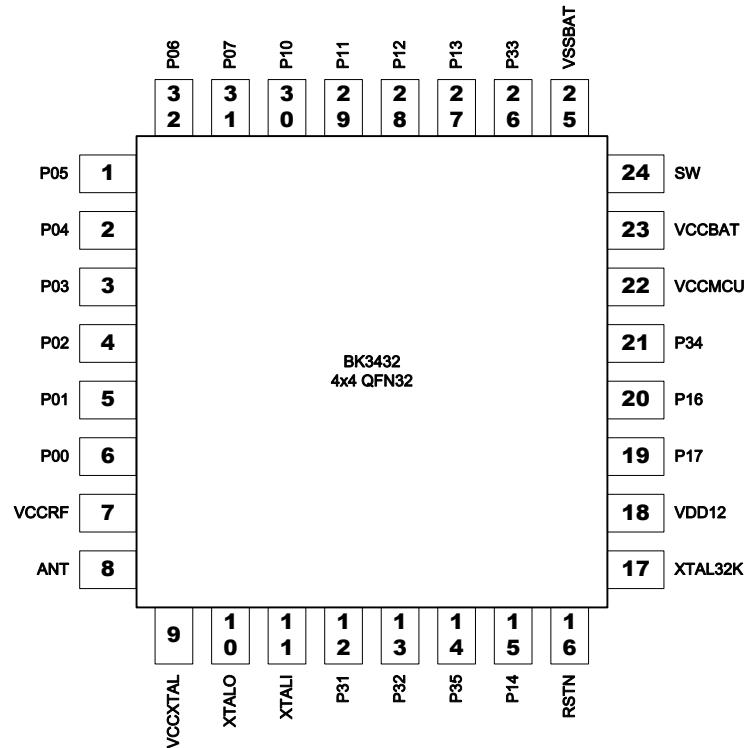 P06 P07 P10 P11 P12 P13 P33 VSSBAT
32 31 30 29 28 27 26 25
P05 1
P04 2
P03 3
P02 4
P01 5
P00 6
VCCRF 7
ANT 8
BK3432
4x4 QFN32
24 SW
23 VCCBAT
22 VCCMCU
21 P34
20 P16
19 P17
18 VDD12
17 XTAL32K
9 10 11 12 13 14 15 16
VCCXTAL XTALO XTALI P31 P32 P35 P14 RSTN